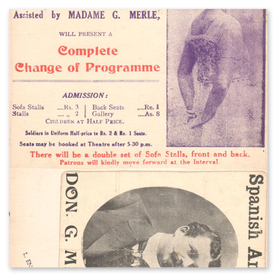 Assisted by MADAME G. MERLE,
WILL PRESENT A
Complete
Change of Programme
ADMISSION:
Sofa Stalls ...Rs. 3 Back Seats ...Re. 1
Stalls ... „ 2 Gallery ...As. 8
CHILDREN AT HALF PRICE.
Soldiers in Uniform Half-price to Rs. 2 & Re. 1 Seats.
Seats may be booked at Theatre after 5-30 p.m.
There will be a double set of Sofa Stalls, front and back.
Patrons will kindly move forward at the Interval.
DON. G. M
Spanish Ar